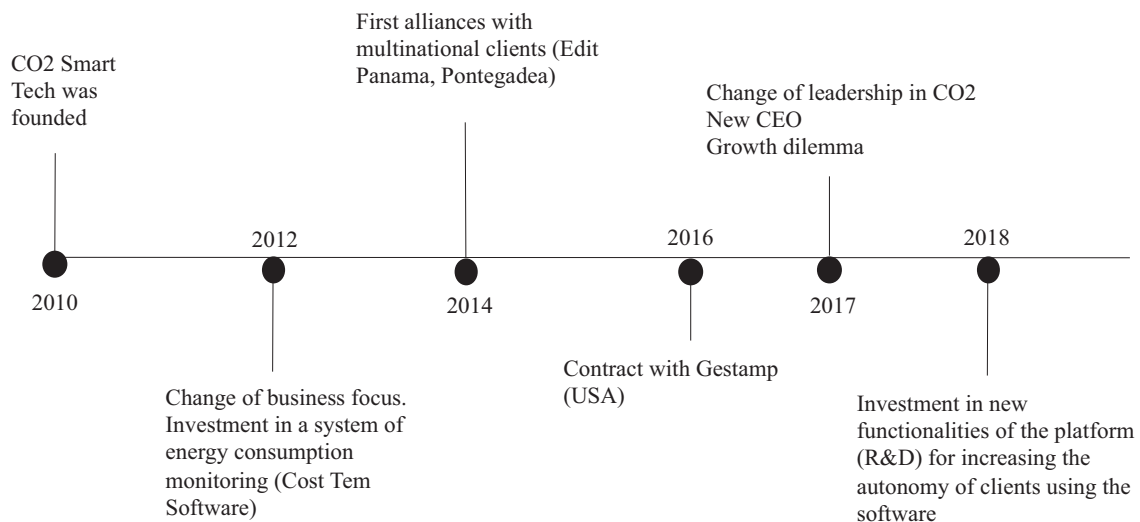 CO2 Smart
Tech was
founded
2010
2012
Change of business focus.
Investment in a system of
energy consumption
monitoring (Cost Tem
Software)
First alliances with
multinational clients (Edit
Panama, Pontegadea)
2014
2016
Contract with Gestamp
(USA)
Change of leadership in CO2
New CEO
Growth dilemma
2017
2018
Investment in new
functionalities of the platform
(R&D) for increasing the
autonomy of clients using the
software